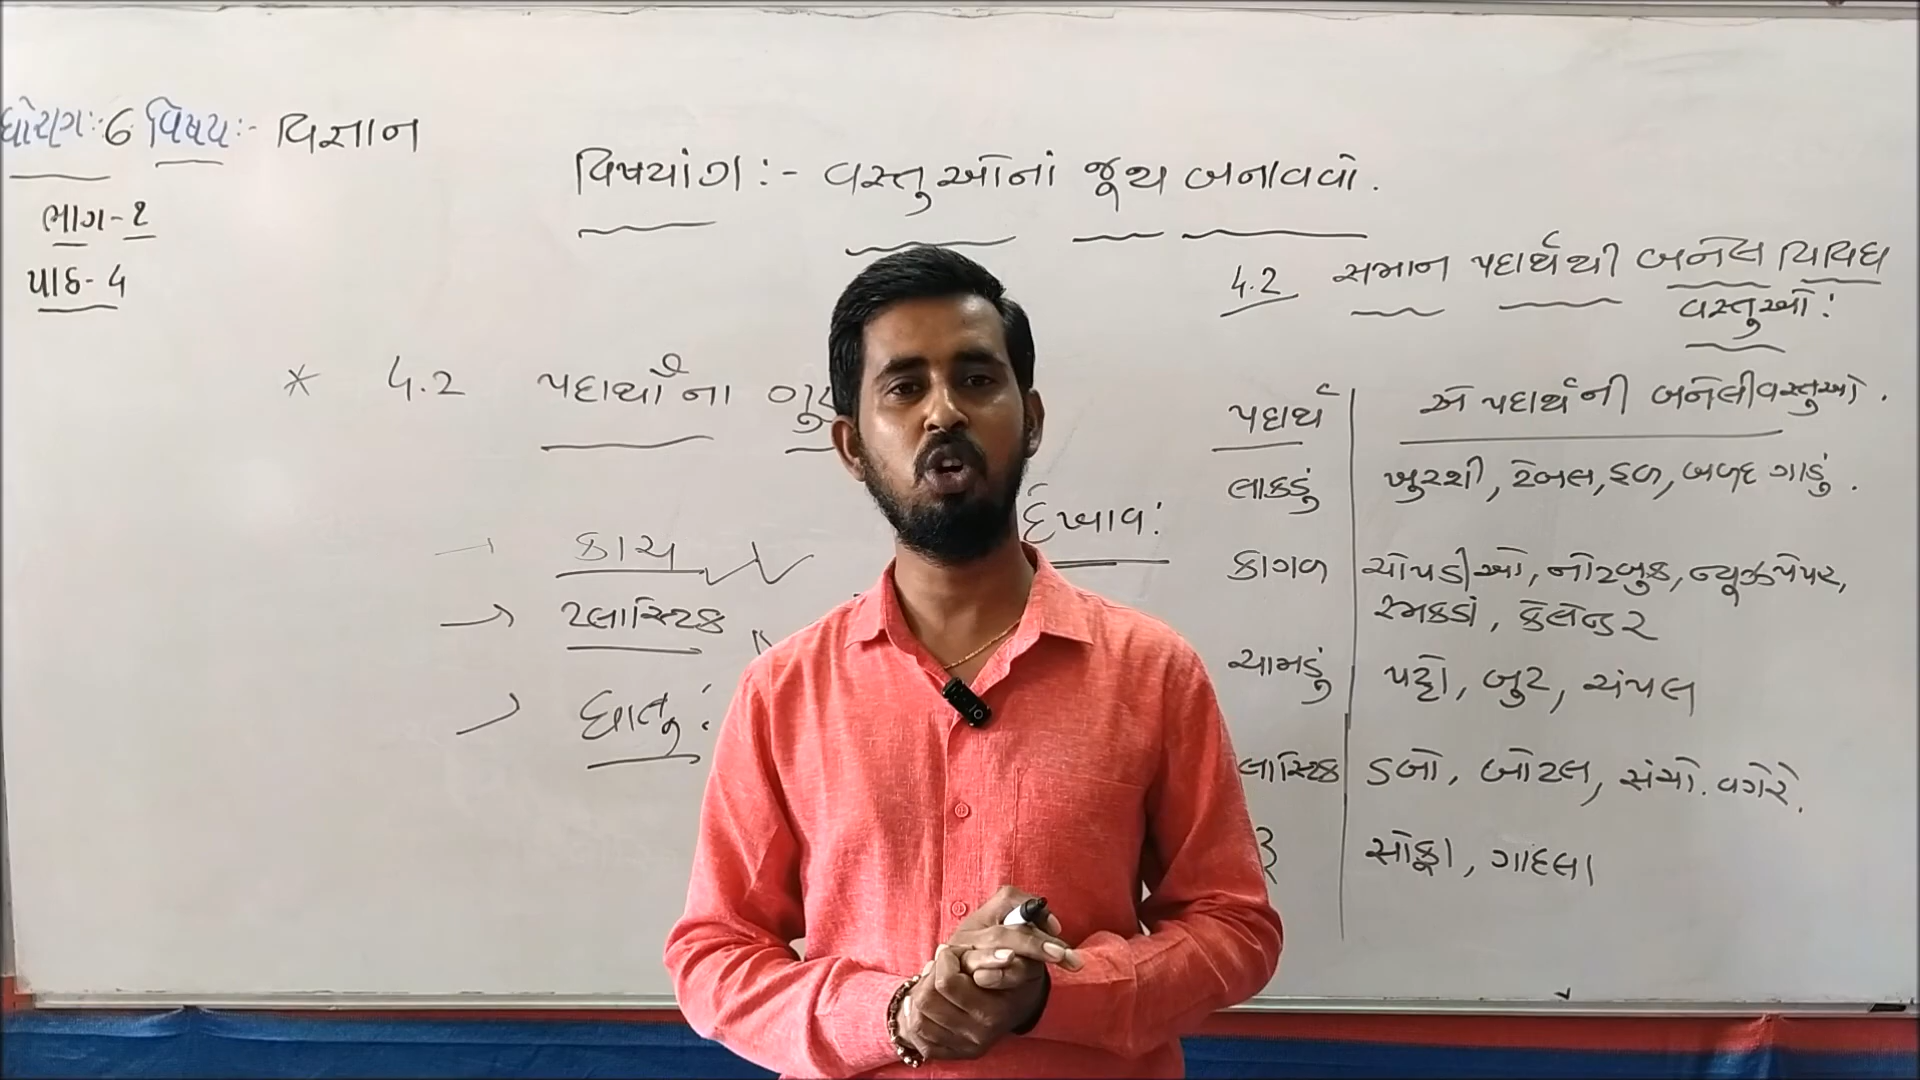 ધોરણ:- 6 વિષય:- વિજ્ઞાન
ભાગ-૨
પાઠ-4
વિષયાંગ:- વસ્તુઓનાં જૂથ બનાવવાં.
* 4.2 પદાર્થોના
→ કાચ
→ પ્લાસ્ટિક
→ ધાતુ:
દેખાવ:
4.2 સમાન પદાર્થથી બનેલ વિવિધ
વસ્તુઓ:
પદાર્થ એ પદાર્થની બનેલી વસ્તુઓ.
લાકડું ખુરશી, ટેબલ, હળ, બળદ ગાડું.
કાગળ ચોપડીઓ, નોટબુક, ન્યૂઝપેપર,
રમકડાં, કેલેન્ડર
ચામડું પટ્ટો, બુટ, ચંપલ
લાસ્ટિક ડબો, બોટલ, સંચો. વગેરે.
રૂ સોફા, ગાદલા